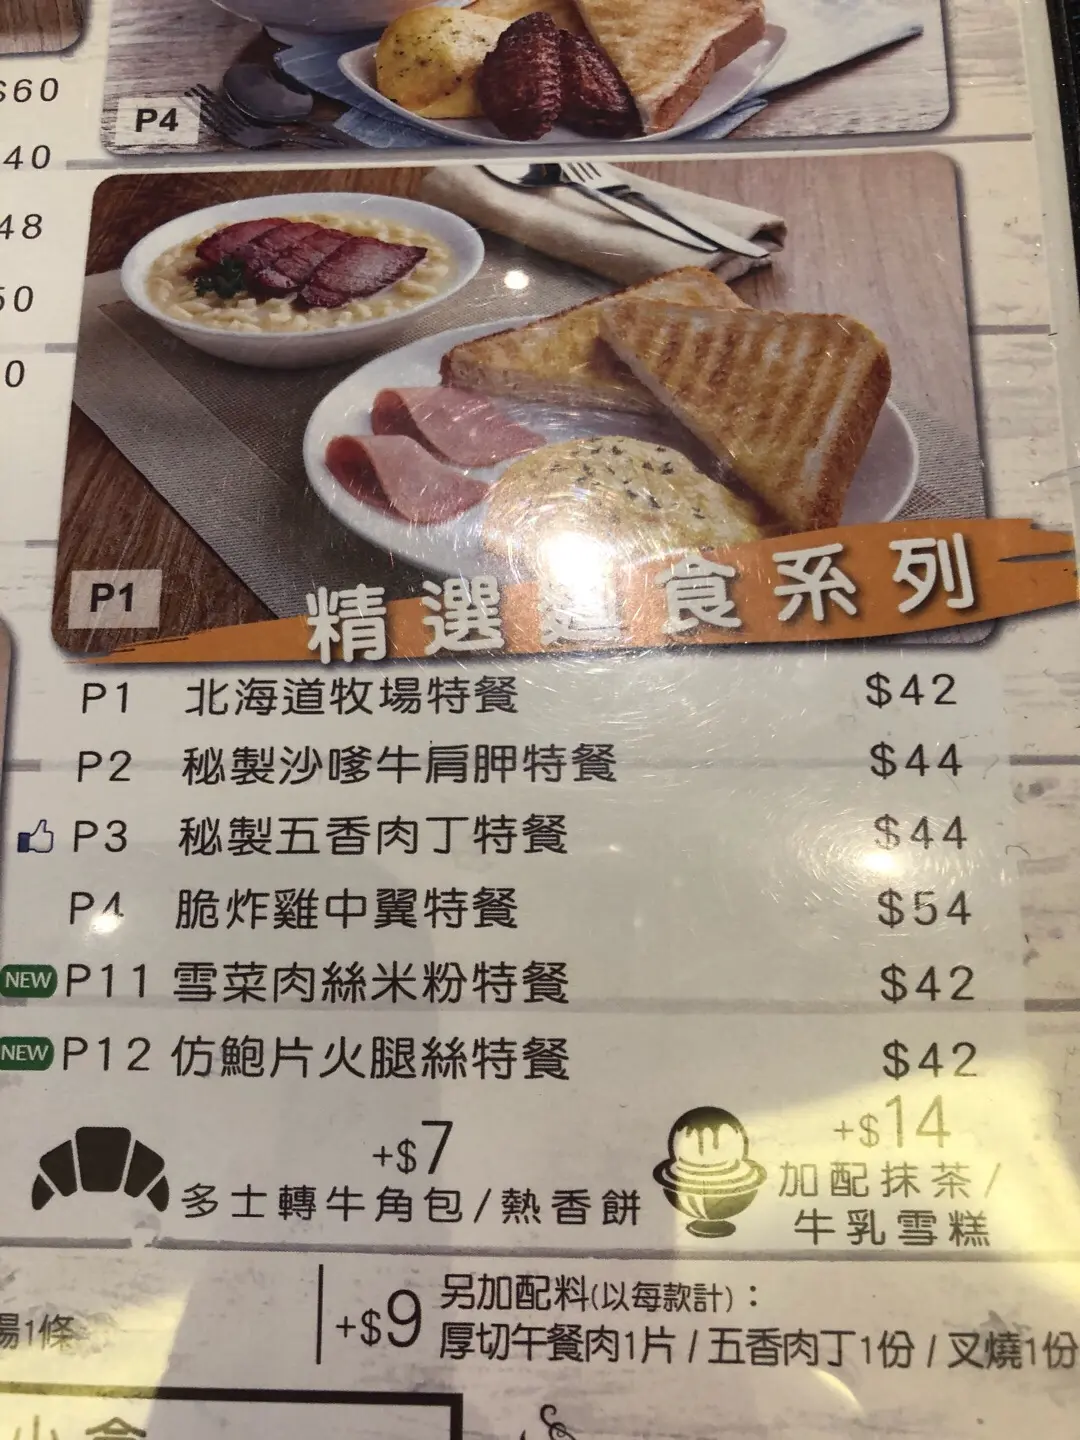 $60
40
48
50
0
P4
P1
精選 食系列
P1 北海道牧場特餐 $42
P2 秘製沙嗲牛肩胛特餐 $44
P3 秘製五香肉丁特餐 $44
P4 脆炸雞中翼特餐 $54
NEW P11 雪菜肉絲米粉特餐 $42
NEW P12 仿鮑片火腿絲特餐 $42
+$7
多士轉牛角包/熱香餅
+$14
加配抹茶/
牛乳雪糕
1條
+$9 另加配料(以每款計):
厚切午餐肉1片/五香肉丁1份/叉燒1份
小食